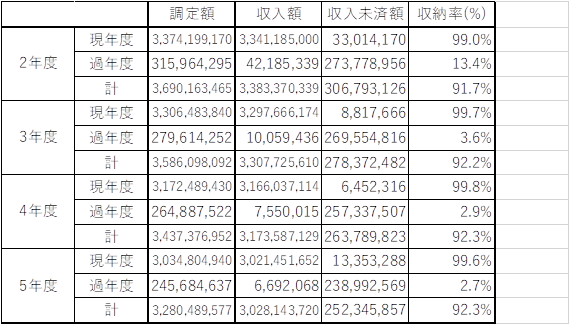 調定額 収入額 収入未済額 収納率(%)
2年度 現年度 3,374,199,170 3,341,185,000 33,014,170 99.0%
過年度 315,964,295 42,185,339 273,778,956 13.4%
計 3,690,163,465 3,383,370,339 306,793,126 91.7%
3年度 現年度 3,306,483,840 3,297,666,174 8,817,666 99.7%
過年度 279,614,252 10,059,436 269,554,816 3.6%
計 3,586,098,092 3,307,725,610 278,372,482 92.2%
4年度 現年度 3,172,489,430 3,166,037,114 6,452,316 99.8%
過年度 264,887,522 7,550,015 257,337,507 2.9%
計 3,437,376,952 3,173,587,129 263,789,823 92.3%
5年度 現年度 3,034,804,940 3,021,451,652 13,353,288 99.6%
過年度 245,684,637 6,692,068 238,992,569 2.7%
計 3,280,489,577 3,028,143,720 252,345,857 92.3%